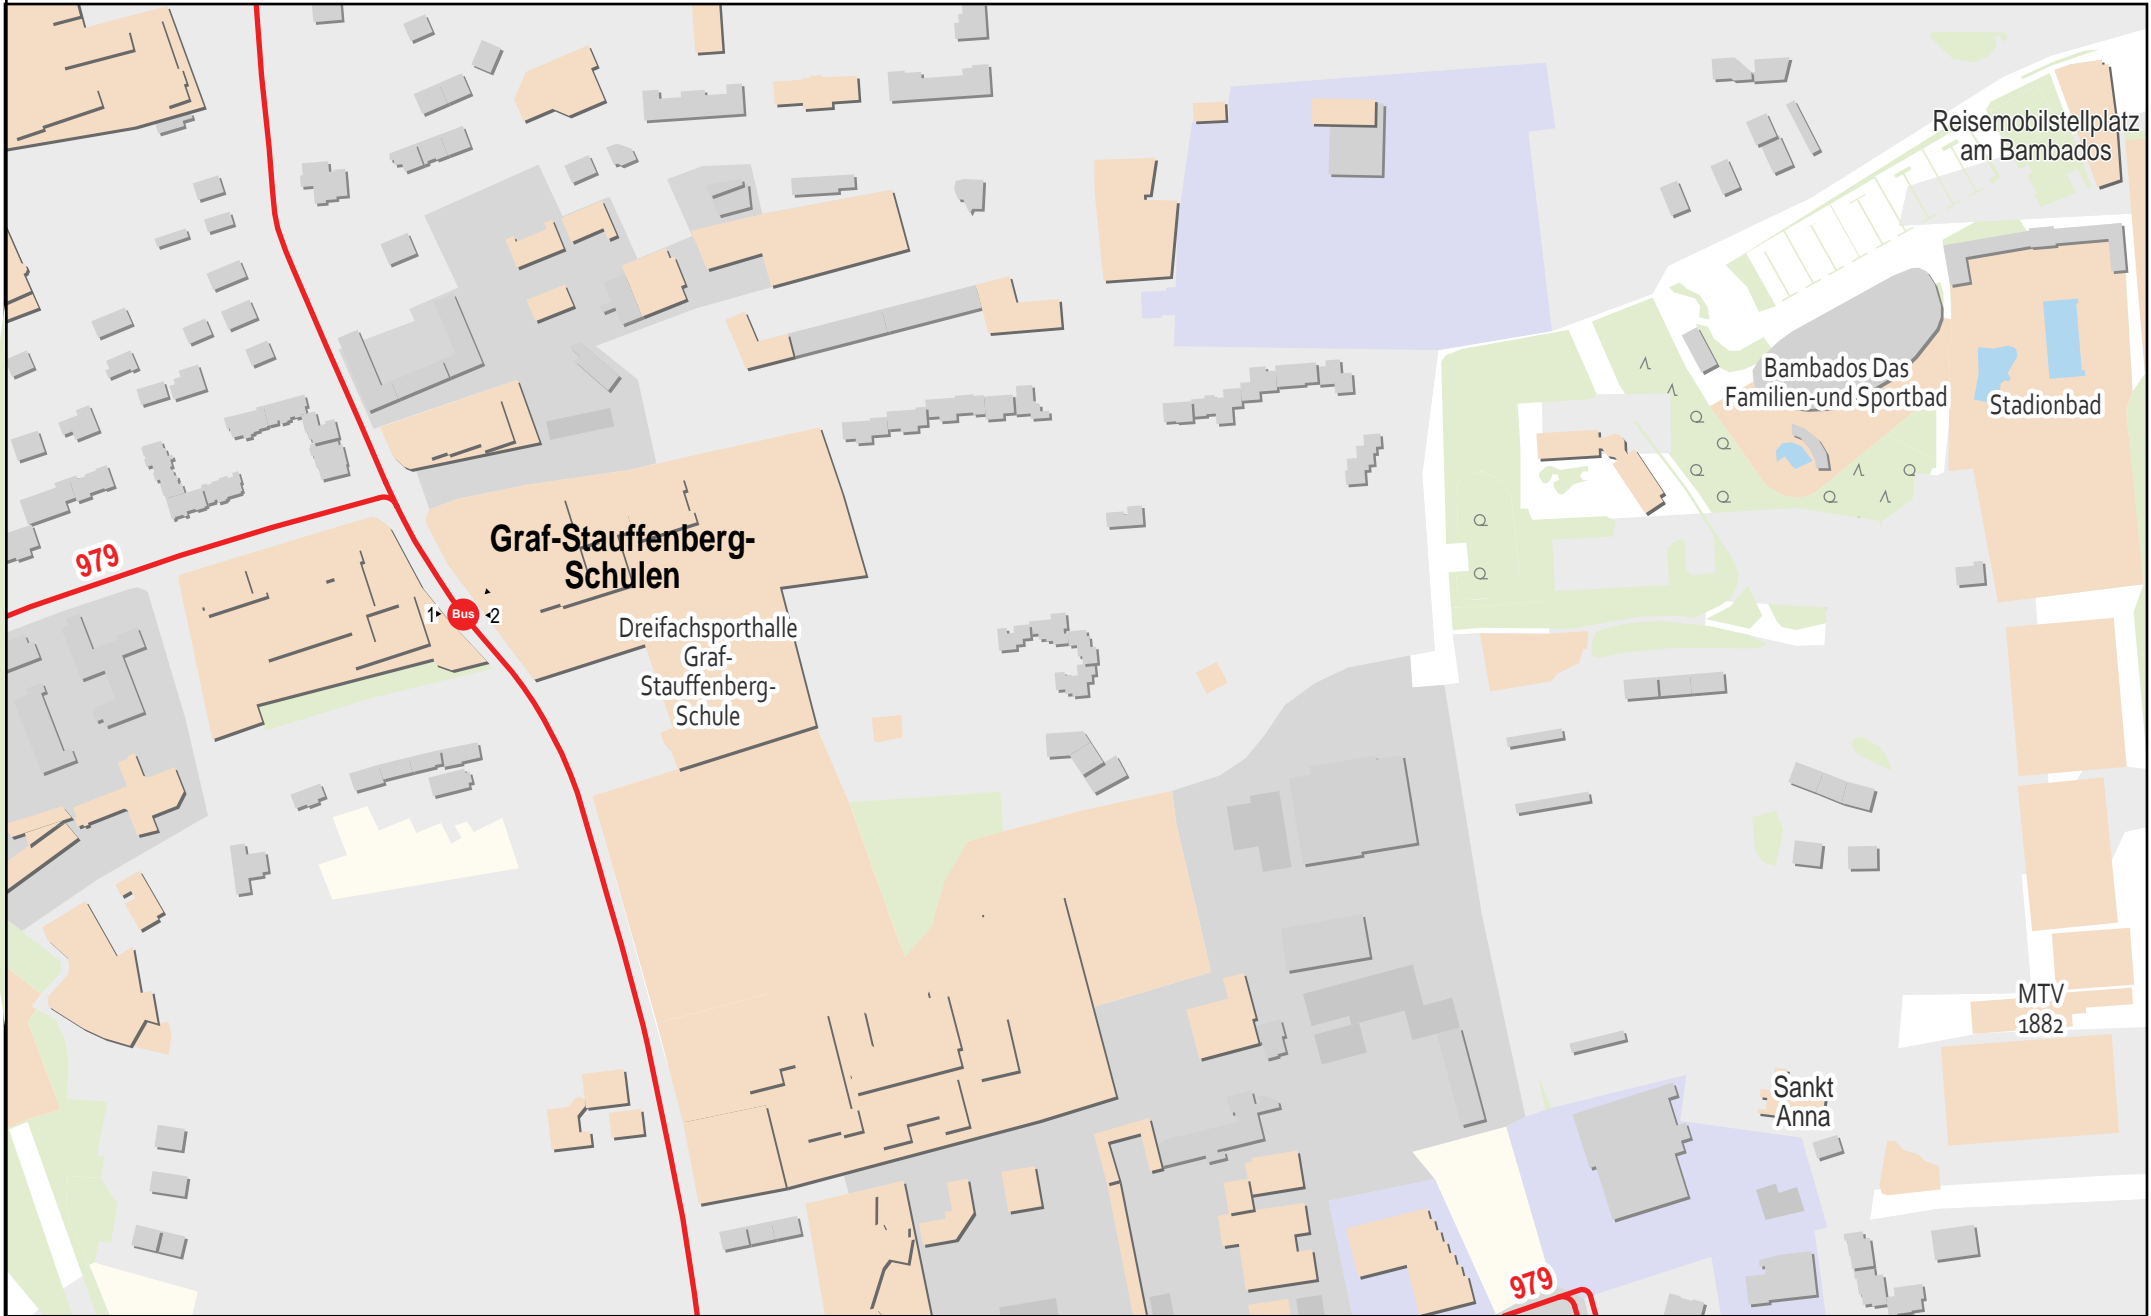 Reisemobilstellplatz
am Bambados
Bambados Das
Familien-und Sportbad
Stadionbad
Graf-Stauffenberg-
Schulen
979
1
Bus
2
Dreifachsporthalle
Graf-
Stauffenberg-
Schule
MTV
1882
Sankt
Anna
979